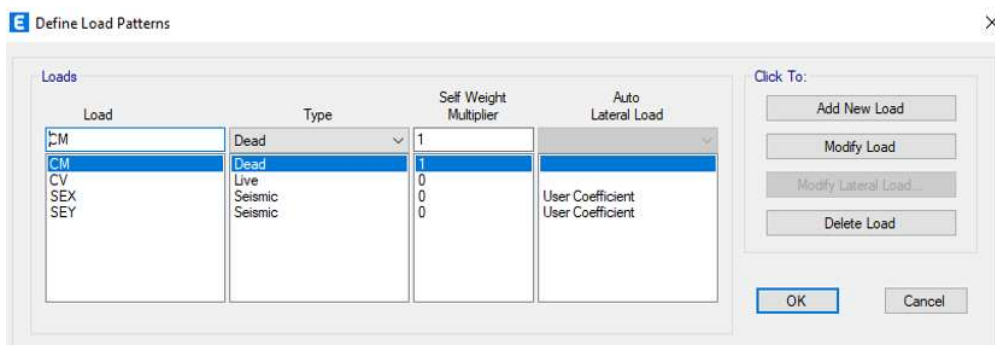 E Define Load Patterns
Loads
Click To:
Load Type Self Weight Multiplier Auto Lateral Load
CM Dead 1
CM Dead 1
CV Live 0
SEX Seismic 0 User Coefficient
SEY Seismic 0 User Coefficient
Add New Load
Modify Load
Modify Lateral Load...
Delete Load
OK Cancel